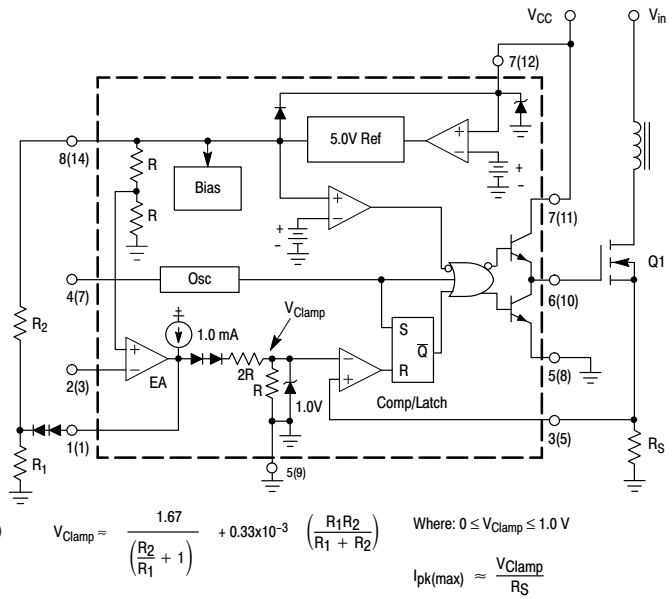 VCC
Vin
7(12)
5.0V Ref
+
−
+
−
8(14)
R
Bias
R
+
−
+
−
7(11)
Q1
4(7)
Osc
6(10)
VClamp
S
Q
R
R2
1.0 mA
+
−
EA
2R
R
1.0V
−
+
Comp/Latch
5(8)
2(3)
1(1)
3(5)
R1
5(9)
RS
) VClamp ≈ 1.67 / (R2/R1 + 1) + 0.33x10−3 (R1R2 / R1 + R2) Where: 0 ≤ VClamp ≤ 1.0 V
Ipk(max) ≈ VClamp / RS